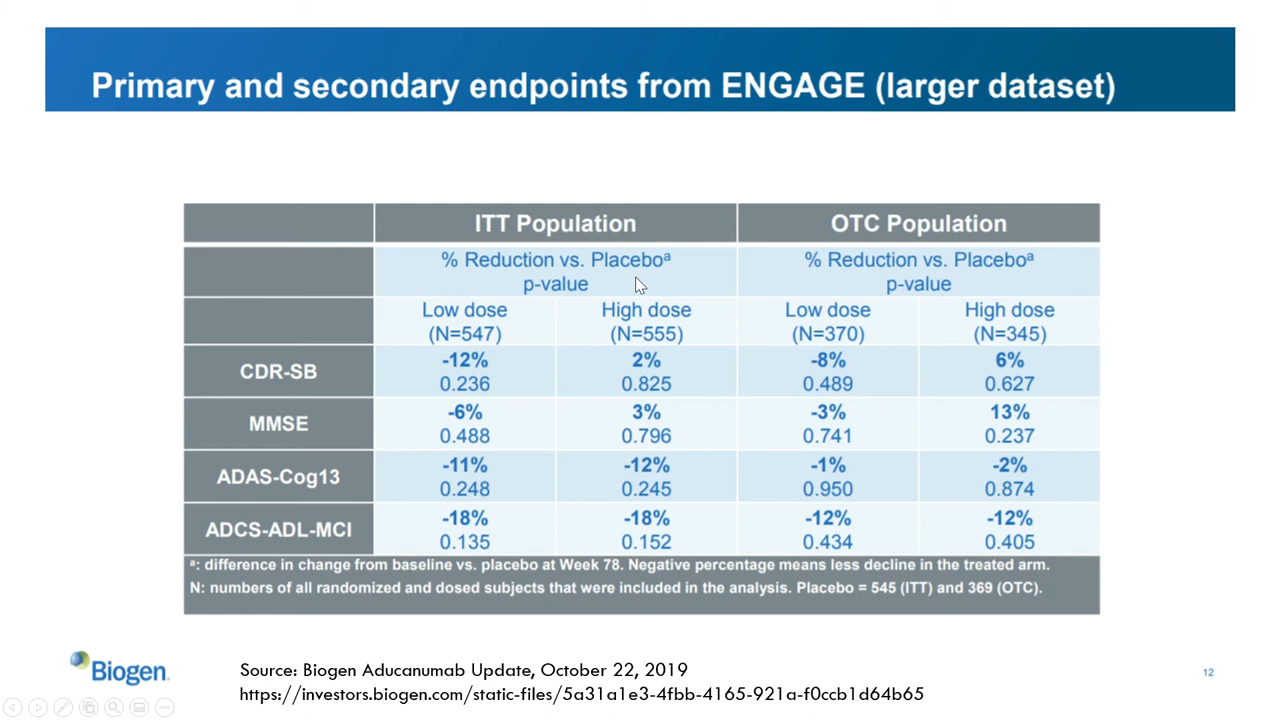 Primary and secondary endpoints from ENGAGE (larger dataset)
ITT Population OTC Population
% Reduction vs. Placeboᵃ % Reduction vs. Placeboᵃ
p-value p-value
Low dose High dose Low dose High dose
(N=547) (N=555) (N=370) (N=345)
CDR-SB
-12% 2% -8% 6%
0.236 0.825 0.489 0.627
MMSE
-6% 3% -3% 13%
0.488 0.796 0.741 0.237
ADAS-Cog13
-11% -12% -1% -2%
0.248 0.245 0.950 0.874
ADCS-ADL-MCI
-18% -18% -12% -12%
0.135 0.152 0.434 0.405
ᵃ: difference in change from baseline vs. placebo at Week 78. Negative percentage means less decline in the treated arm.
N: numbers of all randomized and dosed subjects that were included in the analysis. Placebo = 545 (ITT) and 369 (OTC).
Biogen.
Source: Biogen Aducanumab Update, October 22, 2019
https://investors.biogen.com/static-files/5a31a1e3-4fbb-4165-921a-f0ccb1d64b65
12